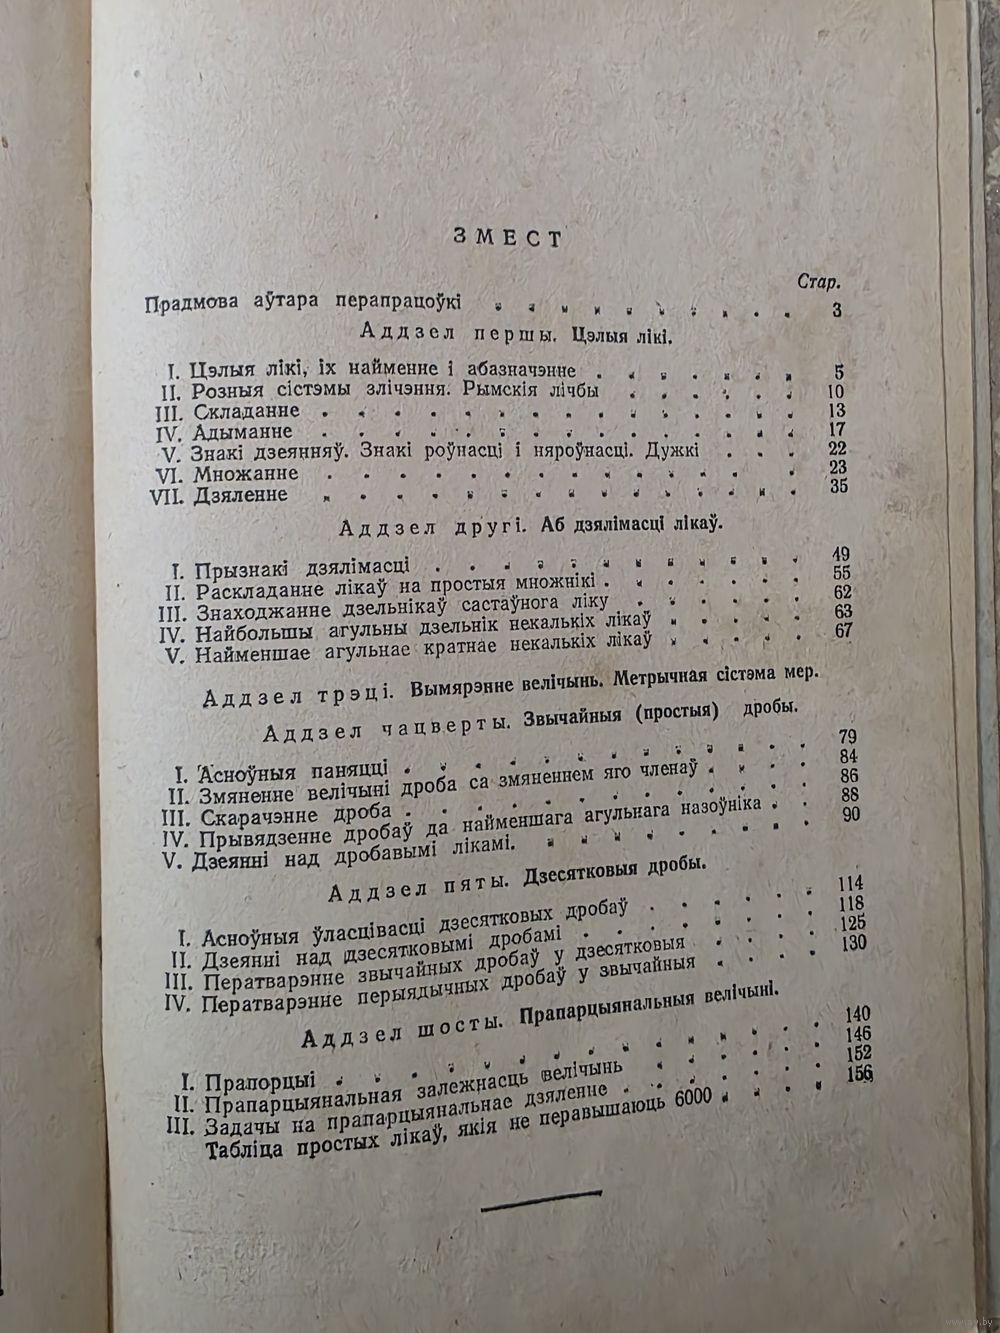 ЗМЕСТ
Стар.
Прадмова аўтара перапрацоўкі . . . . . . . . . 3
Аддзел першы. Цэлыя лікі.
I. Цэлыя лікі, іх найменне і абазначэнне . . . . . . . 5
II. Розныя сістэмы злічэння. Рымскія лічбы . . . . . . 10
III. Складанне . . . . . . . . . . . . . . 13
IV. Адыманне . . . . . . . . . . . . . . 17
V. Знакі дзеянняў. Знакі роўнасці і няроўнасці. Дужкі . . . 22
VI. Множанне . . . . . . . . . . . . . . 23
VII. Дзяленне . . . . . . . . . . . . . . 35
Аддзел другі. Аб дзялімасці лікаў.
I. Прызнакі дзялімасці . . . . . . . . . . . 49
II. Раскладанне лікаў на простыя множнікі . . . . . . . 55
III. Знаходжанне дзельнікаў састаўнога ліку . . . . . . 62
IV. Найбольшы агульны дзельнік некалькіх лікаў . . . . . 63
V. Найменшае агульнае кратнае некалькіх лікаў . . . . . 67
Аддзел трэці. Вымярэнне велічынь. Метрычная сістэма мер.
Аддзел чацверты. Звычайныя (простыя) дробы.
I. Асноўныя паняцці . . . . . . . . . . . . 79
II. Змяненне велічыні дроба са змяненнем яго членаў . . . . 84
III. Скарачэнне дроба . . . . . . . . . . . . 86
IV. Прывядзенне дробаў да найменшага агульнага назоўніка . . 88
V. Дзеянні над дробавымі лікамі. . . . . . . . . 90
Аддзел пяты. Дзесятковыя дробы.
I. Асноўныя ўласцівасці дзесятковых дробаў . . . . . . 114
II. Дзеянні над дзесятковымі дробамі . . . . . . . . 118
III. Ператварэнне звычайных дробаў у дзесятковыя . . . . 125
IV. Ператварэнне перыядычных дробаў у звычайныя . . . . 130
Аддзел шосты. Прапарцыянальныя велічыні.
I. Прапорцыі . . . . . . . . . . . . . . 140
II. Прапарцыянальная залежнасць велічынь . . . . . . 146
III. Задачы на прапарцыянальнае дзяленне . . . . . . . 152
Табліца простых лікаў, якія не перавышаюць 6000 . . . . 156
www.ay.by